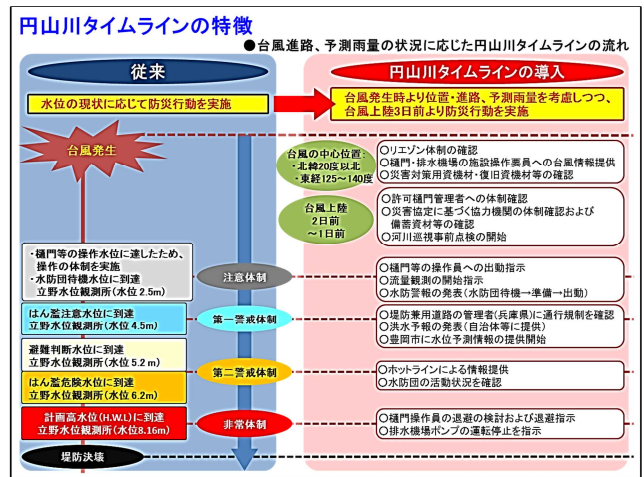 円山川タイムラインの特徴
●台風進路、予測雨量の状況に応じた円山川タイムラインの流れ
従来
円山川タイムラインの導入
水位の現状に応じて防災行動を実施
台風発生時より位置・進路、予測雨量を考慮しつつ、
台風上陸3日前より防災行動を実施
台風発生
台風の中心位置:
・北緯20度以北
・東経125～140度
○リエゾン体制の確認
○樋門・排水機場の施設操作要員への台風情報提供
○災害対策用資機材・復旧資機材等の確認
台風上陸
2日前
～1日前
○許可樋門管理者への体制確認
○災害協定に基づく協力機関の体制確認および
備蓄資材等の確認
○河川巡視事前点検の開始
・樋門等の操作水位に達したため、
操作の体制を実施
・水防団待機水位に到達
立野水位観測所(水位2.5m)
注意体制
○樋門等の操作員への出動指示
○流量観測の開始指示
○水防警報の発表(水防団待機→準備→出動)
はん濫注意水位に到達
立野水位観測所(水位4.5m)
第一警戒体制
○堤防兼用道路の管理者(兵庫県)に通行規制を確認
○洪水予報の発表(自治体等に提供)
○豊岡市に水位予測情報の提供開始
避難判断水位に到達
立野水位観測所(水位5.2m)
はん濫危険水位に到達
立野水位観測所(水位6.2m)
第二警戒体制
○ホットラインによる情報提供
○水防団の活動状況を確認
計画高水位(H.W.L)に到達
立野水位観測所(水位8.16m)
非常体制
○樋門操作員の退避の検討および退避指示
○排水機場ポンプの運転停止を指示
堤防決壊